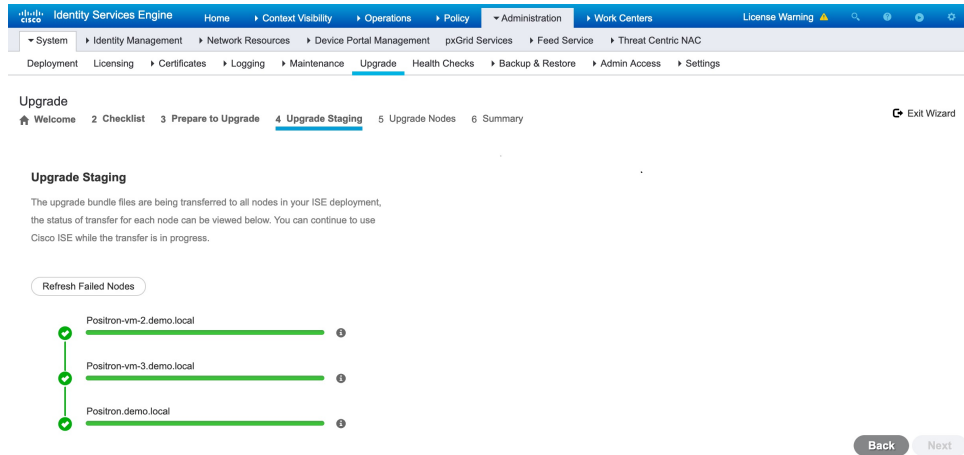 cisco Identity Services Engine Home Context Visibility Operations Policy Administration Work Centers License Warning
System Identity Management Network Resources Device Portal Management pxGrid Services Feed Service Threat Centric NAC
Deployment Licensing Certificates Logging Maintenance Upgrade Health Checks Backup & Restore Admin Access Settings
Upgrade
Welcome 2 Checklist 3 Prepare to Upgrade 4 Upgrade Staging 5 Upgrade Nodes 6 Summary
Exit Wizard
Upgrade Staging
The upgrade bundle files are being transferred to all nodes in your ISE deployment,
the status of transfer for each node can be viewed below. You can continue to use
Cisco ISE while the transfer is in progress.
Refresh Failed Nodes
Positron-vm-2.demo.local
Positron-vm-3.demo.local
Positron.demo.local
Back Next